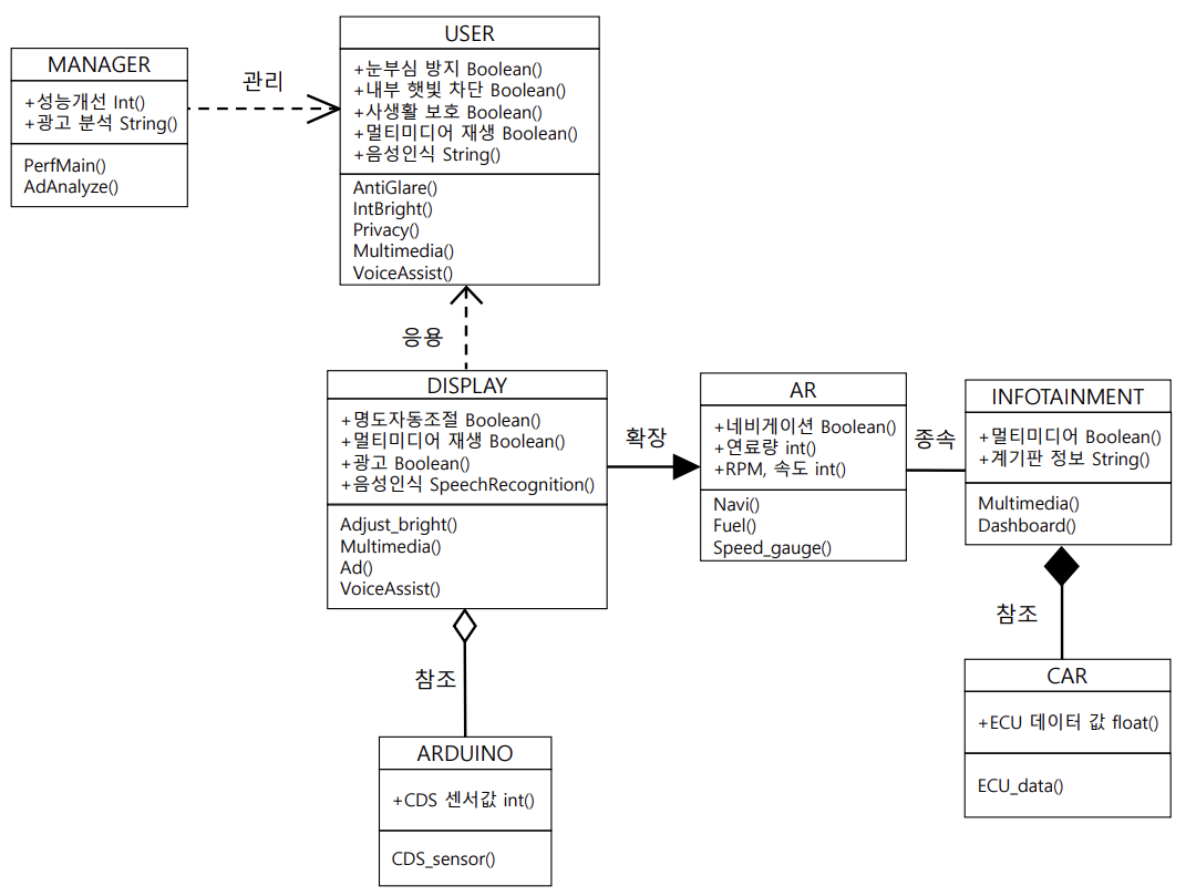 MANAGER
+성능개선 Int()
+광고 분석 String()
PerfMain()
AdAnalyze()
관리
USER
+눈부심 방지 Boolean()
+내부 햇빛 차단 Boolean()
+사생활 보호 Boolean()
+멀티미디어 재생 Boolean()
+음성인식 String()
AntiGlare()
IntBright()
Privacy()
Multimedia()
VoiceAssist()
응용
DISPLAY
+명도자동조절 Boolean()
+멀티미디어 재생 Boolean()
+광고 Boolean()
+음성인식 SpeechRecognition()
Adjust_bright()
Multimedia()
Ad()
VoiceAssist()
확장
AR
+네비게이션 Boolean()
+연료량 int()
+RPM, 속도 int()
Navi()
Fuel()
Speed_gauge()
종속
INFOTAINMENT
+멀티미디어 Boolean()
+계기판 정보 String()
Multimedia()
Dashboard()
참조
CAR
+ECU 데이터 값 float()
ECU_data()
참조
ARDUINO
+CDS 센서값 int()
CDS_sensor()